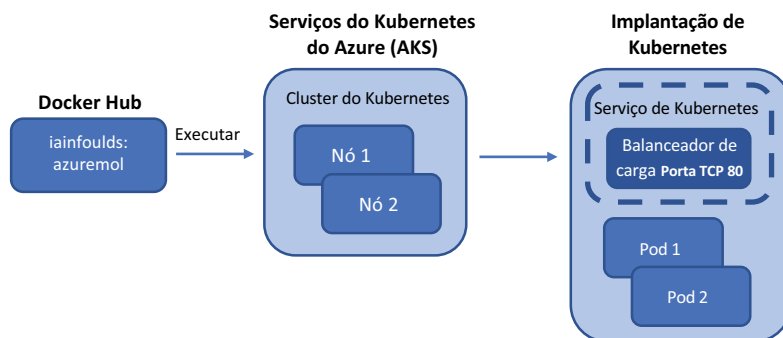 Docker Hub
iainfoulds:
azuremol
Executar
Serviços do Kubernetes
do Azure (AKS)
Cluster do Kubernetes
Nó 1
Nó 2
Implantação de
Kubernetes
Serviço de Kubernetes
Balanceador de
carga Porta TCP 80
Pod 1
Pod 2